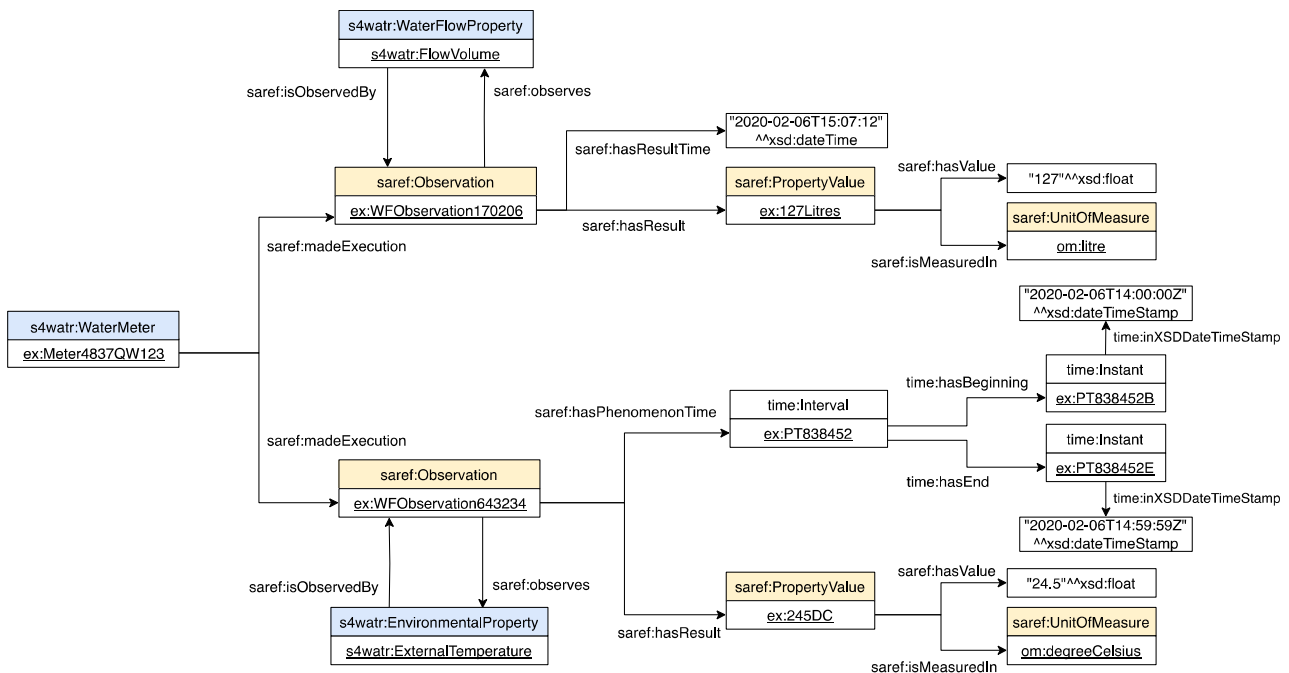 s4watr:WaterFlowProperty
s4watr:FlowVolume
saref:isObservedBy
saref:observes
"2020-02-06T15:07:12"
^^xsd:dateTime
saref:hasResultTime
saref:Observation
ex:WFObservation170206
saref:hasResult
saref:PropertyValue
ex:127Litres
saref:hasValue
"127"^^xsd:float
saref:UnitOfMeasure
om:litre
saref:isMeasuredIn
saref:madeExecution
s4watr:WaterMeter
ex:Meter4837QW123
saref:madeExecution
"2020-02-06T14:00:00Z"
^^xsd:dateTimeStamp
time:inXSDDateTimeStamp
time:Instant
ex:PT838452B
time:hasBeginning
saref:hasPhenomenonTime
time:Interval
ex:PT838452
time:Instant
ex:PT838452E
time:hasEnd
time:inXSDDateTimeStamp
"2020-02-06T14:59:59Z"
^^xsd:dateTimeStamp
saref:Observation
ex:WFObservation643234
saref:isObservedBy
saref:observes
s4watr:EnvironmentalProperty
s4watr:ExternalTemperature
saref:hasResult
saref:PropertyValue
ex:245DC
saref:hasValue
"24.5"^^xsd:float
saref:UnitOfMeasure
om:degreeCelsius
saref:isMeasuredIn